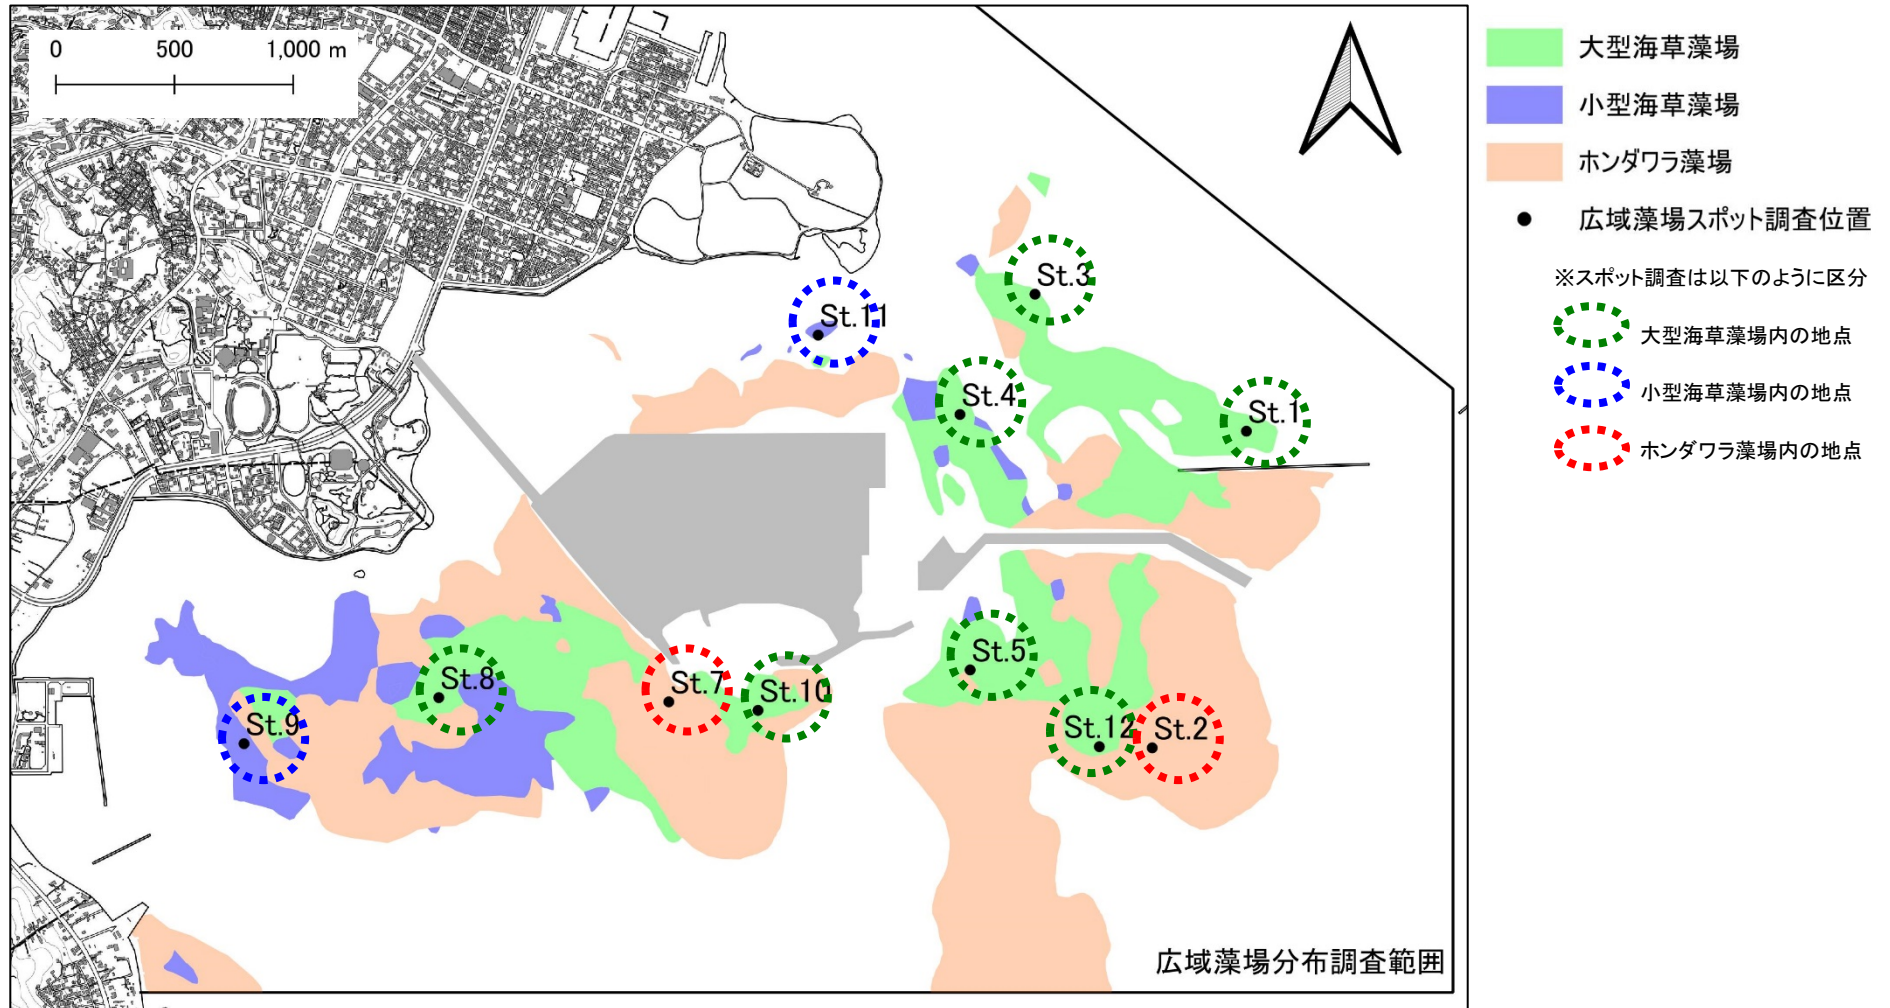 0 500 1,000 m
大型海草藻場
小型海草藻場
ホンダワラ藻場
広域藻場スポット調査位置
※スポット調査は以下のように区分
大型海草藻場内の地点
小型海草藻場内の地点
ホンダワラ藻場内の地点
St.3
St.11
St.4
St.1
St.5
St.8
St.7
St.10
St.9
St.12
St.2
広域藻場分布調査範囲